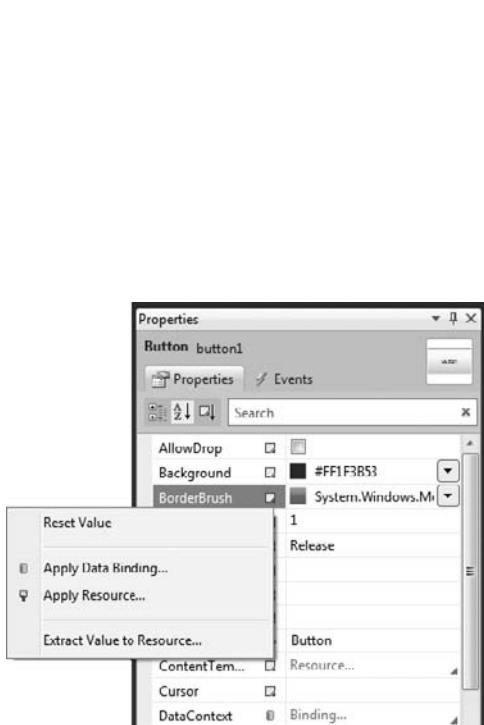 Properties
Button button1
Properties Events
Search
AllowDrop
Background #FF1F3B53
BorderBrush System.Windows.Me
1
Reset Value
Release
Apply Data Binding...
Apply Resource...
Extract Value to Resource... Button
ContentTem... Resource...
Cursor
DataContext Binding...